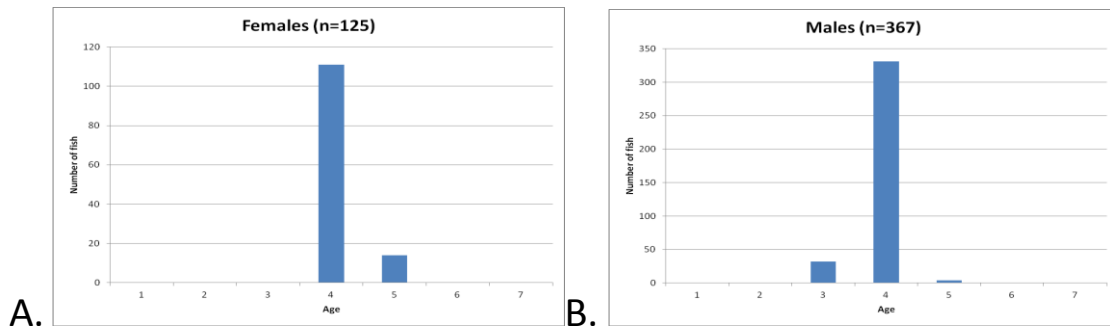 Females (n=125)
120
100
80
60
40
20
0
Number of fish
1 2 3 4 5 6 7
Age
A.
Males (n=367)
350
300
250
200
150
100
50
0
Number of fish
1 2 3 4 5 6 7
Age
B.